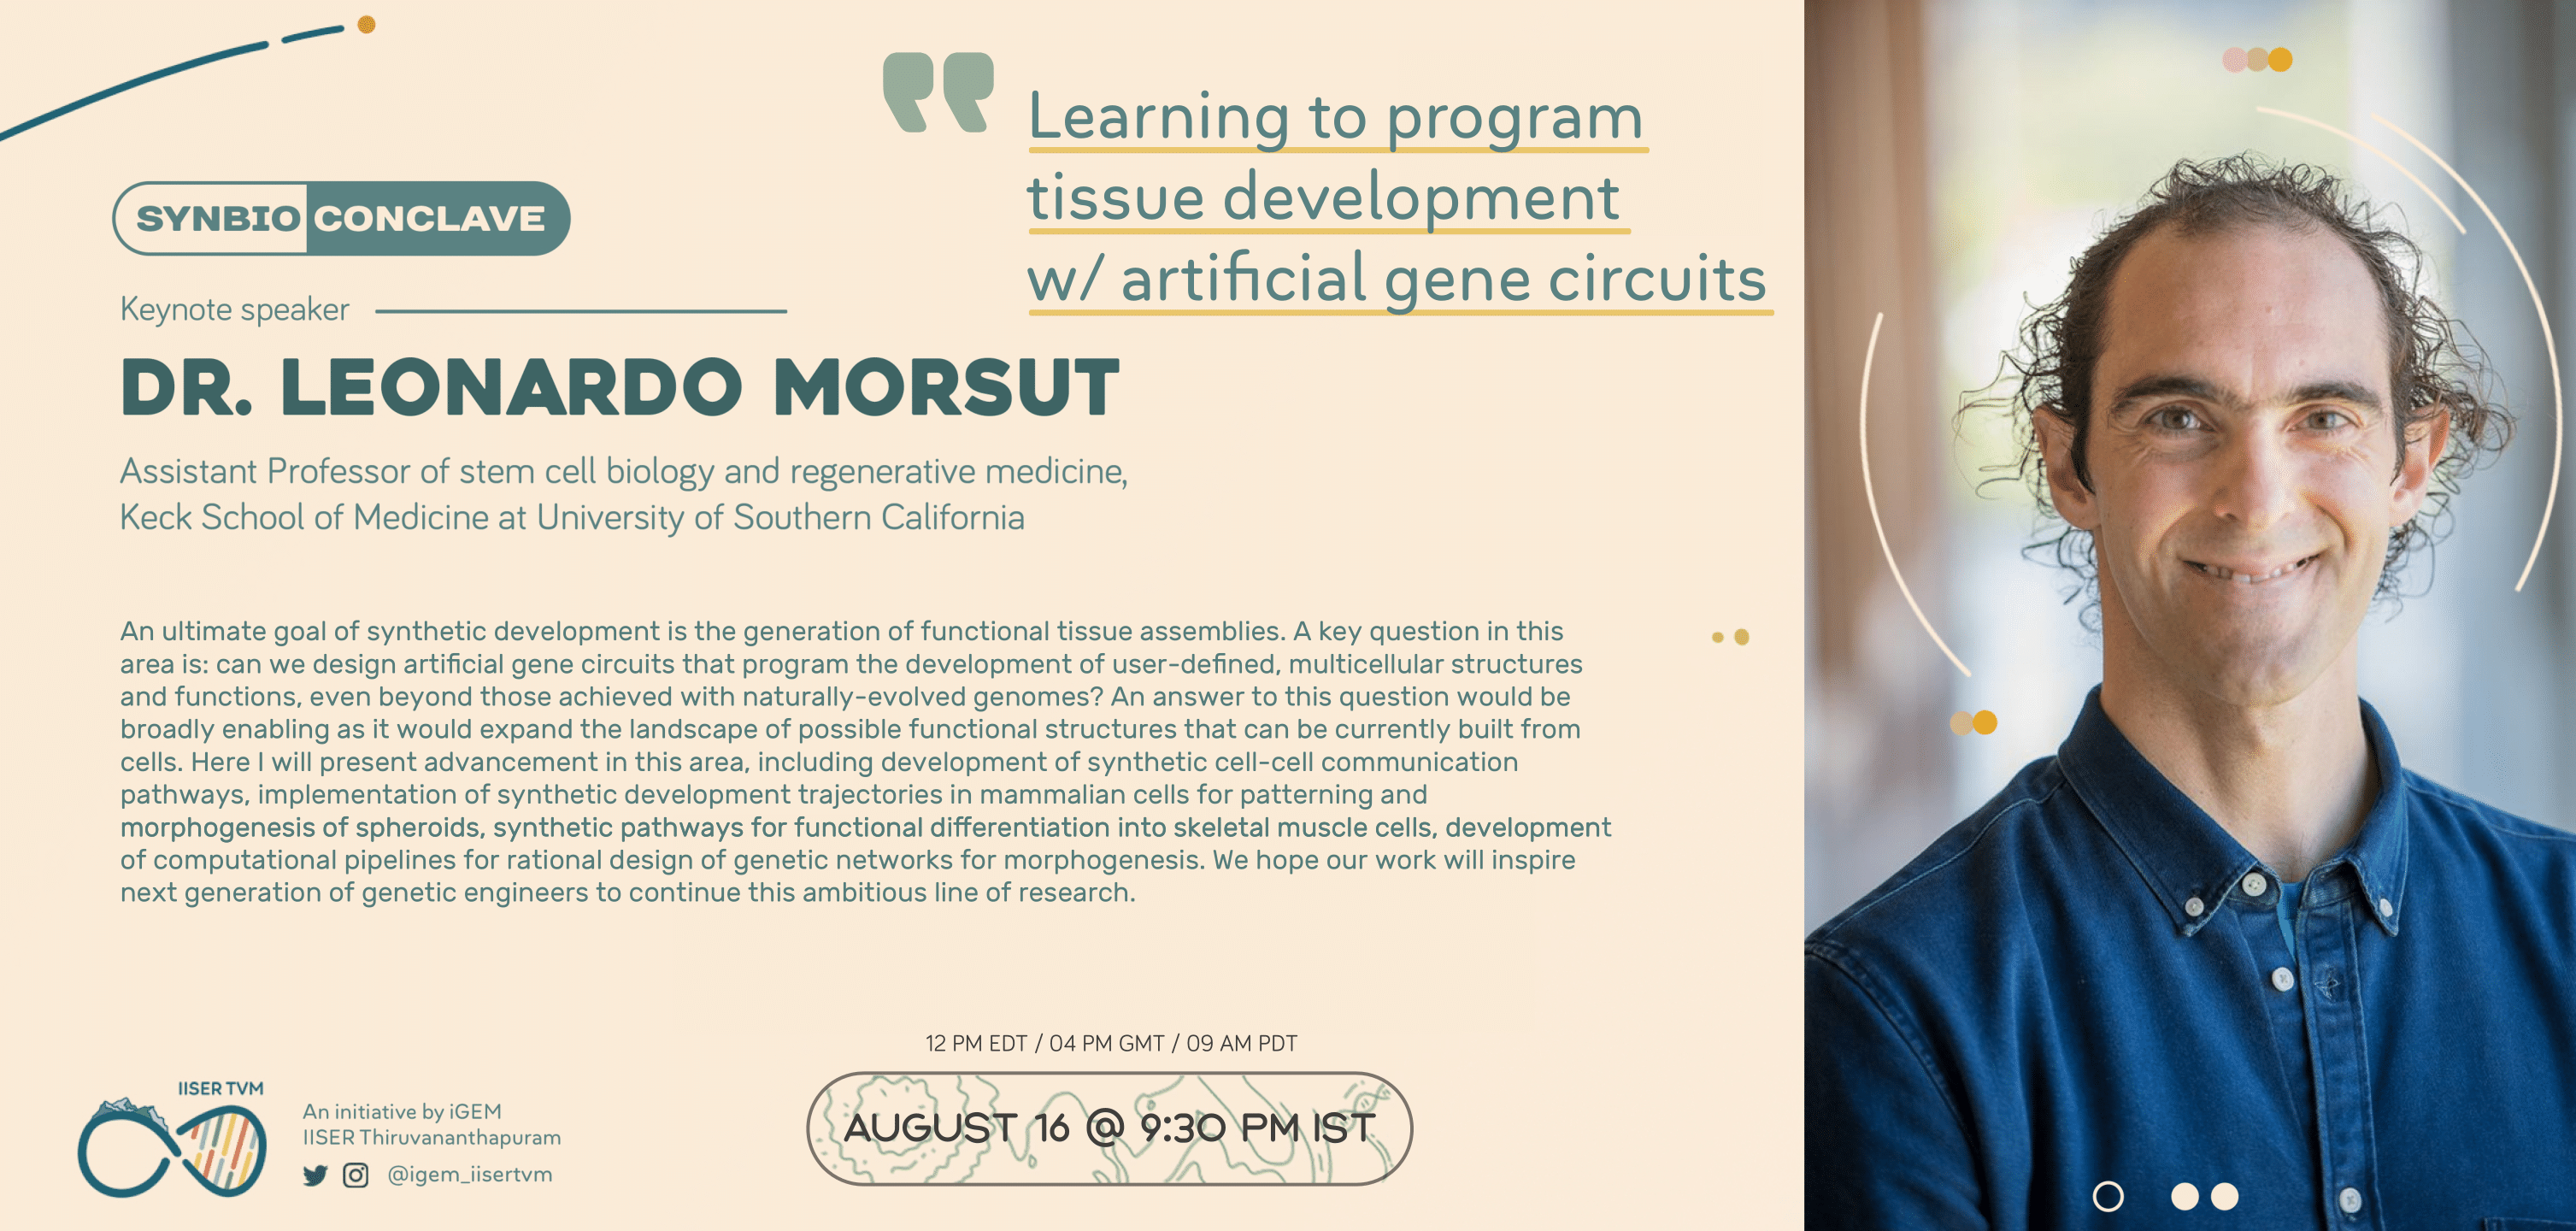 Learning to program
tissue development
w/ artificial gene circuits
SYNBIO CONCLAVE
Keynote speaker
DR. LEONARDO MORSUT
Assistant Professor of stem cell biology and regenerative medicine,
Keck School of Medicine at University of Southern California
An ultimate goal of synthetic development is the generation of functional tissue assemblies. A key question in this
area is: can we design artificial gene circuits that program the development of user-defined, multicellular structures
and functions, even beyond those achieved with naturally-evolved genomes? An answer to this question would be
broadly enabling as it would expand the landscape of possible functional structures that can be currently built from
cells. Here I will present advancement in this area, including development of synthetic cell-cell communication
pathways, implementation of synthetic development trajectories in mammalian cells for patterning and
morphogenesis of spheroids, synthetic pathways for functional differentiation into skeletal muscle cells, development
of computational pipelines for rational design of genetic networks for morphogenesis. We hope our work will inspire
next generation of genetic engineers to continue this ambitious line of research.
12 PM EDT / 04 PM GMT / 09 AM PDT
AUGUST 16 @ 9:30 PM IST
IISER TVM
An initiative by iGEM
IISER Thiruvananthapuram
@igem_iisertvm